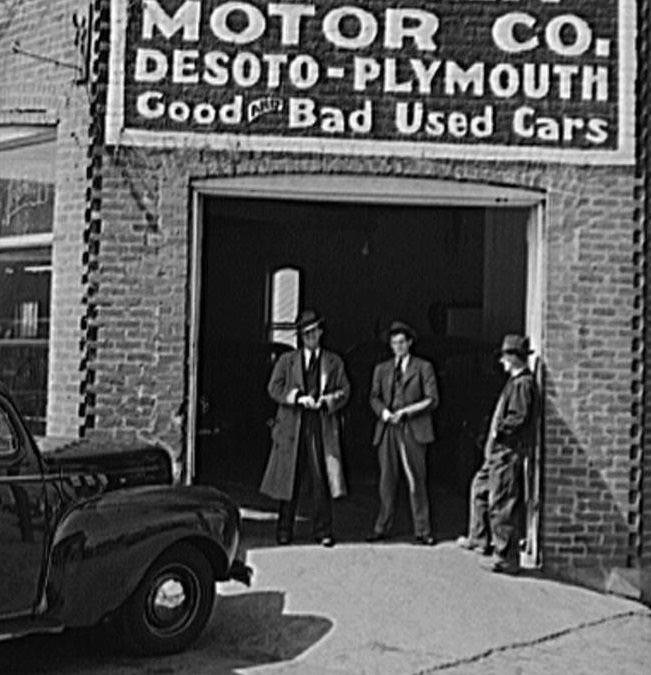 MOTOR CO.
DESOTO-PLYMOUTH
Good AND Bad Used Cars